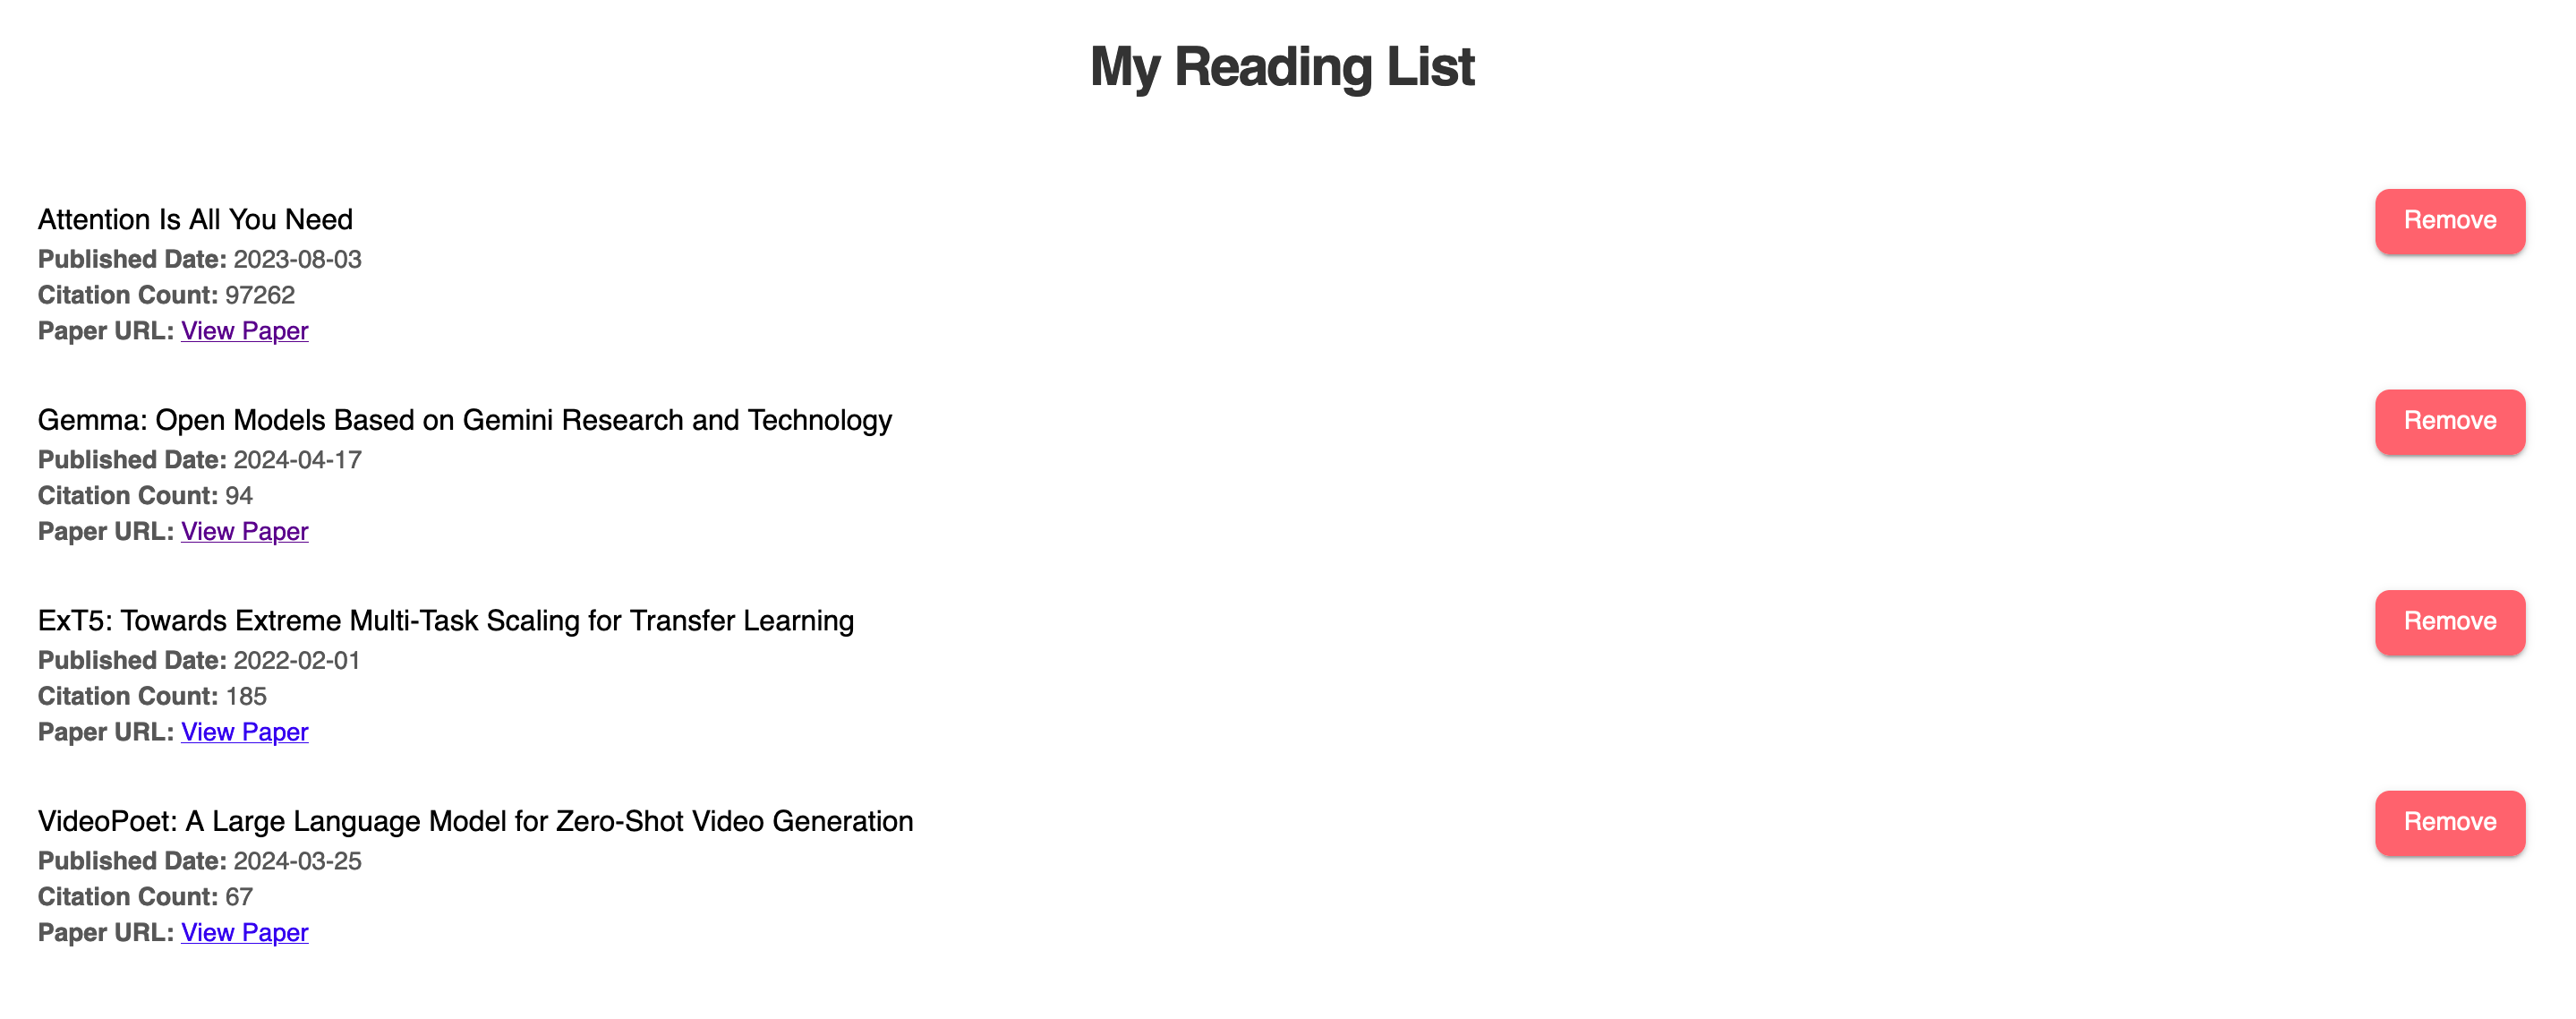 My Reading List
Attention Is All You Need
Remove
Published Date: 2023-08-03
Citation Count: 97262
Paper URL: View Paper
Gemma: Open Models Based on Gemini Research and Technology
Remove
Published Date: 2024-04-17
Citation Count: 94
Paper URL: View Paper
ExT5: Towards Extreme Multi-Task Scaling for Transfer Learning
Remove
Published Date: 2022-02-01
Citation Count: 185
Paper URL: View Paper
VideoPoet: A Large Language Model for Zero-Shot Video Generation
Remove
Published Date: 2024-03-25
Citation Count: 67
Paper URL: View Paper